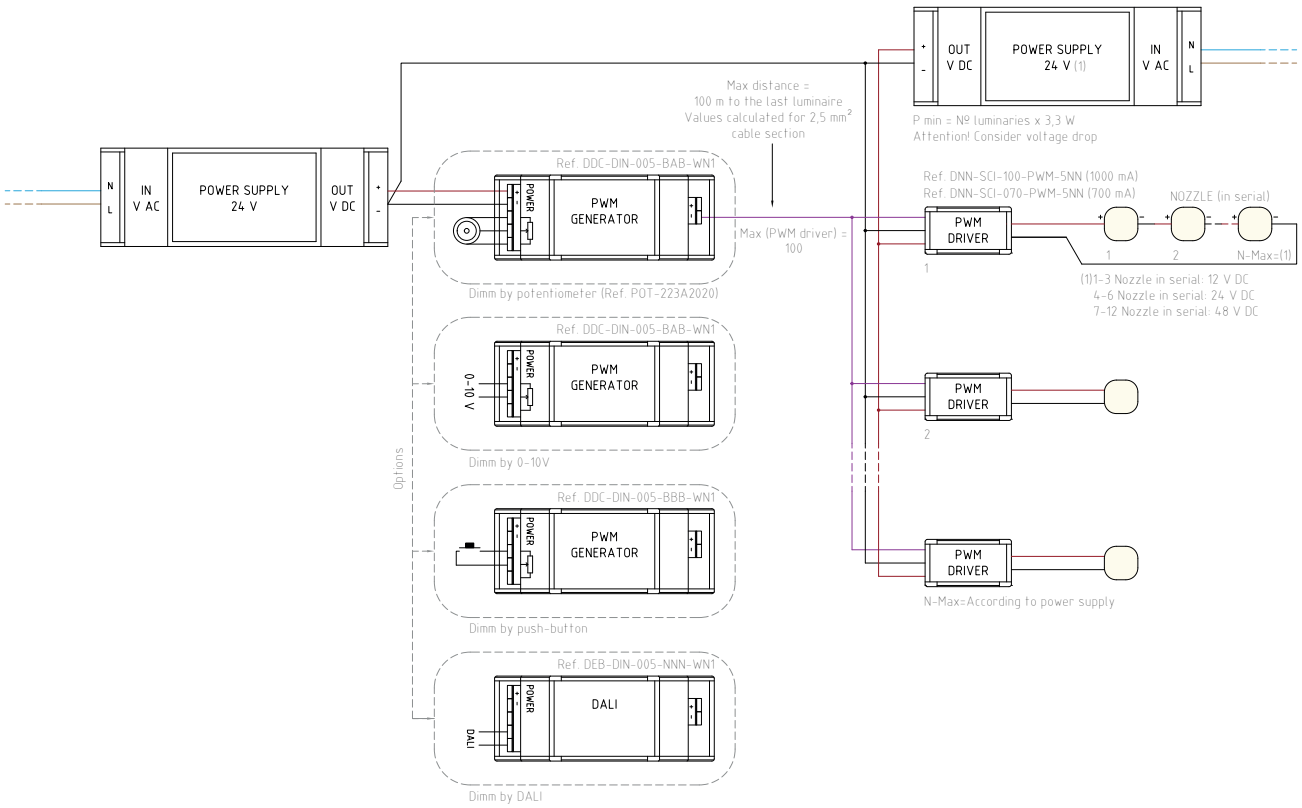 +
-
OUT
V DC
POWER SUPPLY
24 V (1)
IN
V AC
N
L
P min = Nº luminaries x 3,3 W
Attention! Consider voltage drop
Max distance =
100 m to the last luminaire
Values calculated for 2,5 mm²
cable section
N
L
IN
V AC
POWER SUPPLY
24 V
OUT
V DC
+
-
Ref. DDC-DIN-005-BAB-WN1
+
-
POWER
PWM
GENERATOR
+
-
Dimm by potentiometer (Ref. POT-223A2020)
Max (PWM driver) =
100
Ref. DNN-SCI-100-PWM-5NN (1000 mA)
Ref. DNN-SCI-070-PWM-5NN (700 mA)
PWM
DRIVER
1
NOZZLE (in serial)
+
-
+
-
+
-
1
2
N-Max=(1)
(1)1-3 Nozzle in serial: 12 V DC
4-6 Nozzle in serial: 24 V DC
7-12 Nozzle in serial: 48 V DC
Options
Ref. DDC-DIN-005-BAB-WN1
0-10 V
+
-
POWER
PWM
GENERATOR
+
-
Dimm by 0-10V
PWM
DRIVER
2
Ref. DDC-DIN-005-BBB-WN1
+
-
POWER
PWM
GENERATOR
+
-
Dimm by push-button
PWM
DRIVER
N-Max=According to power supply
Ref. DEB-DIN-005-NNN-WN1
DALI
+
-
POWER
DALI
+
-
Dimm by DALI